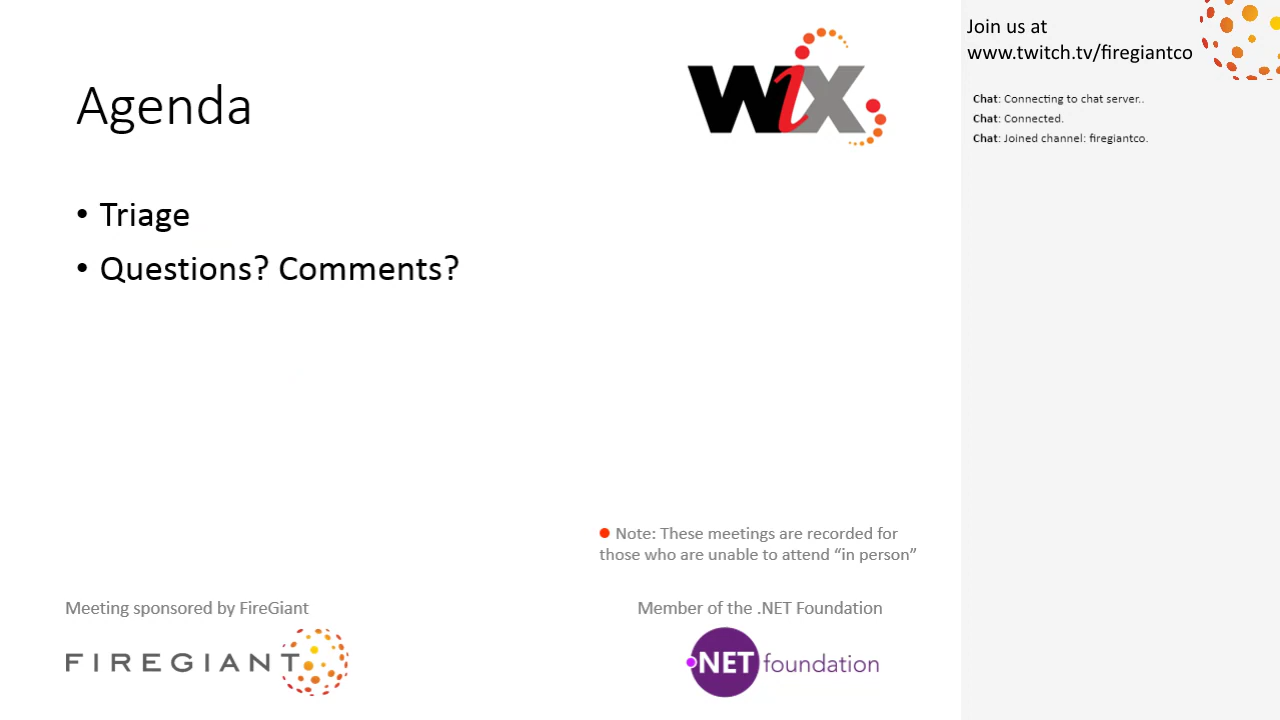 Agenda
WiX
• Triage
• Questions? Comments?
Note: These meetings are recorded for
those who are unable to attend “in person”
Meeting sponsored by FireGiant
FIREGIANT
Member of the .NET Foundation
.NET foundation
Join us at
www.twitch.tv/firegiantco
Chat: Connecting to chat server..
Chat: Connected.
Chat: Joined channel: firegiantco.